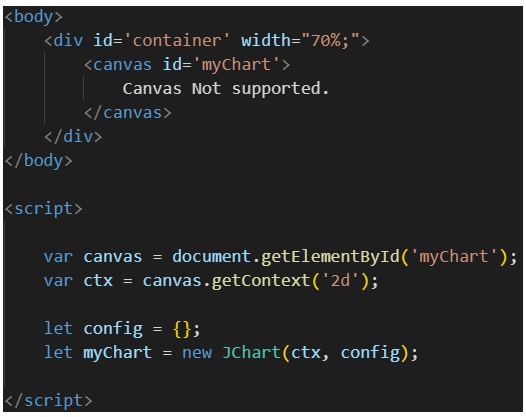 <body>
<div id='container' width="70%;">
<canvas id='myChart'>
Canvas Not supported.
</canvas>
</div>
</body>
<script>
var canvas = document.getElementById('myChart');
var ctx = canvas.getContext('2d');
let config = {};
let myChart = new JChart(ctx, config);
</script>